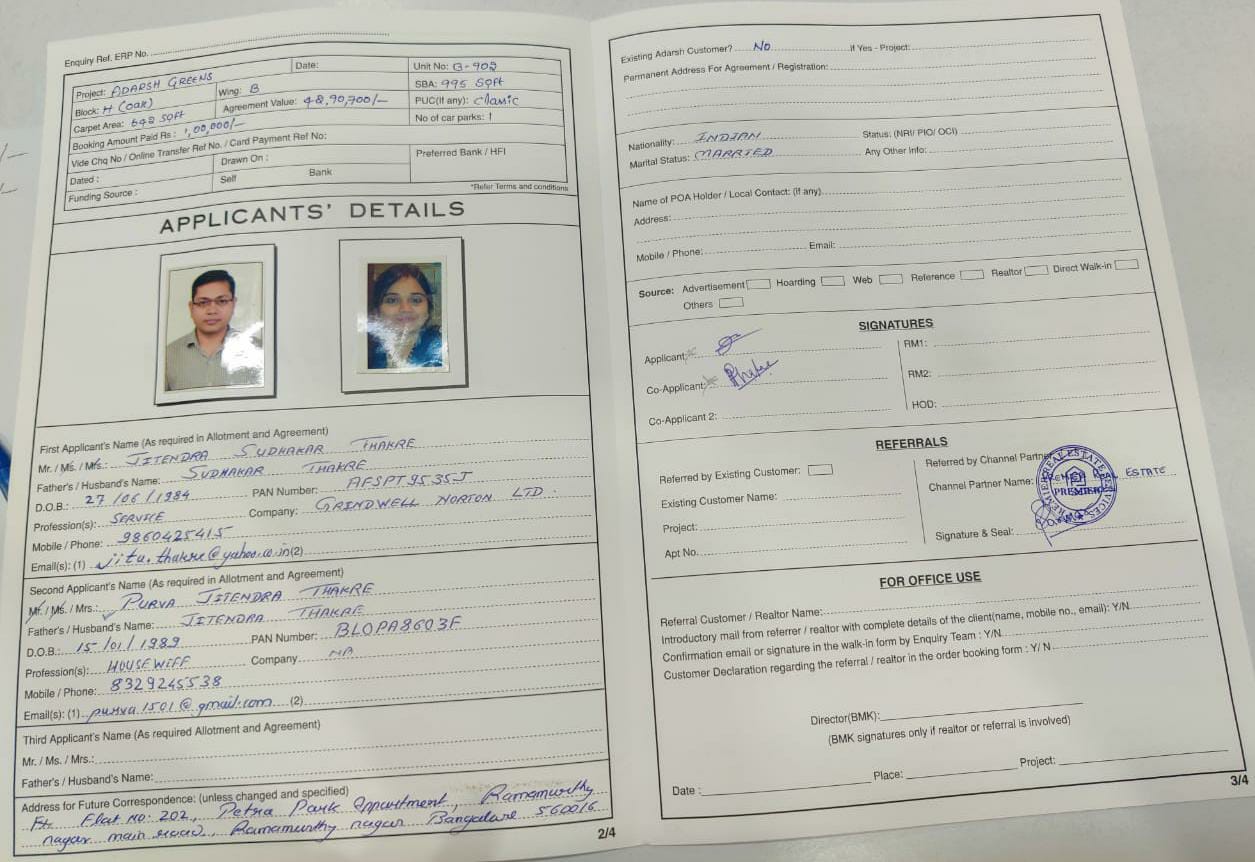 Enquiry Ref. ERP No.
Project: ADARSH GREENS Date: Unit No: B-902
Block: H (OAK) Wing: B SBA: 995 SQft
Carpet Area: 642 SQft Agreement Value: 48,90,700/- PUC(If any): Classic
Booking Amount Paid Rs : 1,00,000/- No of car parks: 1
Vide Chq No / Online Transfer Ref No. / Card Payment Ref No:
Dated : Drawn On : Preferred Bank / HFI
Funding Source : Self Bank
*Refer Terms and conditions
APPLICANTS' DETAILS
First Applicant's Name (As required in Allotment and Agreement)
Mr. / Ms. / Mrs.: JITENDRA SUDHAKAR THAKRE
Father's / Husband's Name: SUDHAKAR THAKRE
D.O.B.: 27/06/1984 PAN Number: AFSPT9535J
Profession(s): SERVICE Company: GRINDWELL NORTON LTD.
Mobile / Phone: 9860425415
Email(s): (1) jitu.thakre@yahoo.co.in (2)
Second Applicant's Name (As required in Allotment and Agreement)
Mr. / Ms. / Mrs.: PURVA JITENDRA THAKRE
Father's / Husband's Name: JITENDRA THAKRE
D.O.B.: 15/01/1989 PAN Number: BLOPA8603F
Profession(s): HOUSEWIFF Company NA
Mobile / Phone: 8329245538
Email(s): (1) purva1501@gmail.com (2)
Third Applicant's Name (As required Allotment and Agreement)
Mr. / Ms. / Mrs.:
Father's / Husband's Name:
Address for Future Correspondence: (unless changed and specified)
Flat no: 202, Petra Park Appartment, Ramamurthy
nagar main road, Ramamurthy nagar Bangalore 560016
2/4
Existing Adarsh Customer? No If Yes - Project:
Permanent Address For Agreement / Registration:
Nationality: INDIAN Status: (NRI/ PIO/ OCI)
Marital Status: MARRIED Any Other Info:
Name of POA Holder / Local Contact: (if any)
Address:
Mobile / Phone: Email:
Source: Advertisement Hoarding Web Reference Realtor Direct Walk-in
Others
SIGNATURES
Applicant: RM1:
Co-Applicant: RM2:
Co-Applicant 2: HOD:
REFERRALS
Referred by Existing Customer: Referred by Channel Partner
Existing Customer Name: Channel Partner Name: ESTATE
PREMIER
Project: Signature & Seal:
Apt No.
FOR OFFICE USE
Referral Customer / Realtor Name:
Introductory mail from referrer / realtor with complete details of the client(name, mobile no., email): Y/N
Confirmation email or signature in the walk-in form by Enquiry Team : Y/N
Customer Declaration regarding the referral / realtor in the order booking form : Y/ N
Director(BMK):
(BMK signatures only if realtor or referral is involved)
Date : Place: Project:
3/4